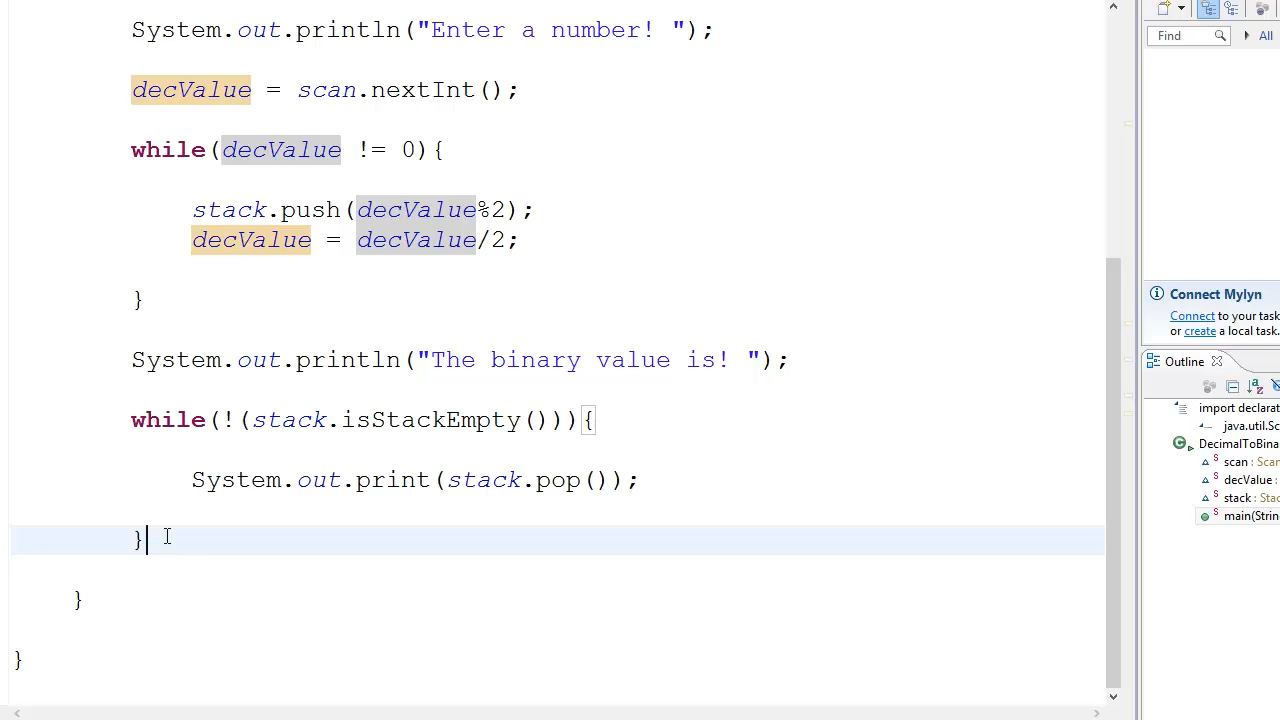 System.out.println("Enter a number! ");
decValue = scan.nextInt();
while(decValue != 0){
stack.push(decValue%2);
decValue = decValue/2;
}
System.out.println("The binary value is! ");
while(!(stack.isStackEmpty())){
System.out.print(stack.pop());
}
}
}
Find
All
Connect Mylyn
Connect to your task
or create a local task.
Outline
import declarat
java.util.Sc
DecimalToBina
scan : Scan
decValue :
stack : Stac
main(Strin